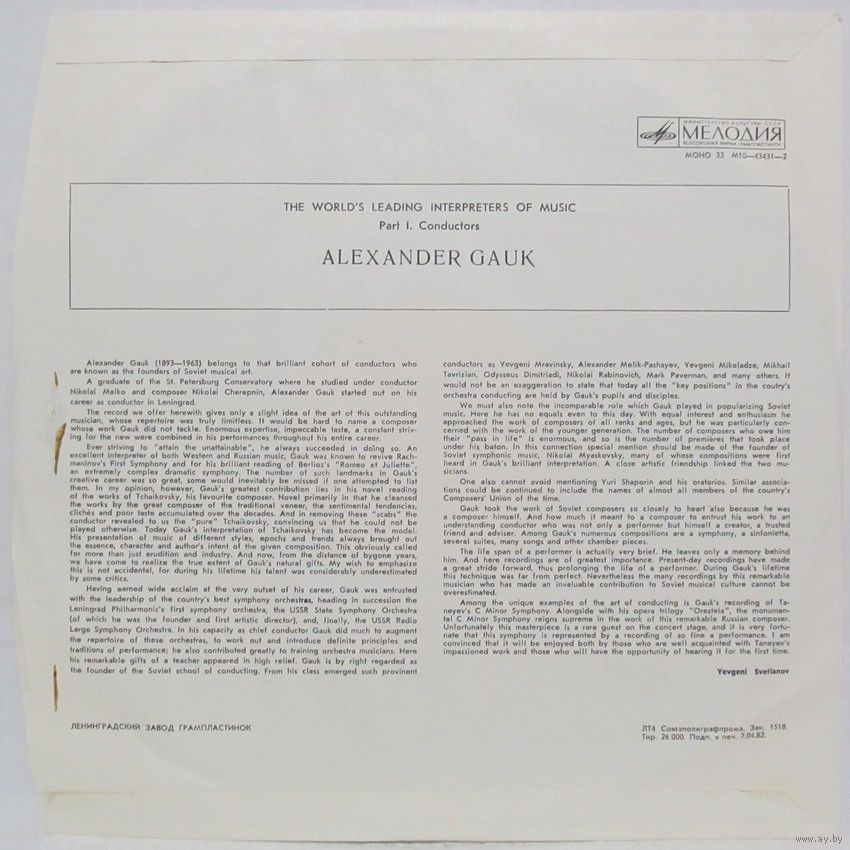 МИНИСТЕРСТВО КУЛЬТУРЫ СССР
МЕЛОДИЯ
ВСЕСОЮЗНАЯ ФИРМА ГРАМПЛАСТИНОК
МОНО 33 М10—43431—2
THE WORLD'S LEADING INTERPRETERS OF MUSIC
Part I. Conductors
ALEXANDER GAUK
Alexander Gauk (1893—1963) belongs to that brilliant cohort of conductors who
are known as the founders of Soviet musical art.
A graduate of the St. Petersburg Conservatory where he studied under conductor
Nikolai Malko and composer Nikolai Cherepnin, Alexander Gauk started out on his
career as conductor in Leningrad.
The record we offer herewith gives only a slight idea of the art of this outstanding
musician, whose repertoire was truly limitless. It would be hard to name a composer
whose work Gauk did not tackle. Enormous expertise, impeccable taste, a constant striv-
ing for the new were combined in his performances throughout his entire career.
Ever striving to "attain the unattainable", he always succeeded in doing so. An
excellent interpreter of both Western and Russian music, Gauk was known to revive Rach-
maninov's First Symphony and for his brilliant reading of Berlioz's "Romeo et Juliette",
an extremely complex dramatic symphony. The number of such landmarks in Gauk's
creative career was so great, some would inevitably be missed if one attempted to list
them. In my opinion, however, Gauk's greatest contribution lies in his novel reading
of the works of Tchaikovsky, his favourite composer. Novel primarily in that he cleansed
the works by the great composer of the traditional veneer, the sentimental tendencies,
clichés and poor taste accumulated over the decades. And in removing these "scabs" the
conductor revealed to us the "pure" Tchaikovsky, convincing us that he could not be
played otherwise. Today Gauk's interpretation of Tchaikovsky has become the model.
His presentation of music of different styles, epochs and trends always brought out
the essence, character and author's intent of the given composition. This obviously called
for more than just erudition and industry. And now, from the distance of bygone years,
we have come to realize the true extent of Gauk's natural gifts. My wish to emphasize
this is not accidental, for during his lifetime his talent was considerably underestimated
by some critics.
Having earned wide acclaim at the very outset of his career, Gauk was entrusted
with the leadership of the country's best symphony orchestras, heading in succession the
Leningrad Philharmonic's first symphony orchestra, the USSR State Symphony Orchestra
(of which he was the founder and first artistic director), and, finally, the USSR Radio
Large Symphony Orchestra. In his capacity as chief conductor Gauk did much to augment
the repertoire of these orchestras, to work out and introduce definite principles and
traditions of performance; he also contributed greatly to training orchestra musicians. Here
his remarkable gifts of a teacher appeared in high relief. Gauk is by right regarded as
the founder of the Soviet school of conducting. From his class emerged such prominent
conductors as Yevgeni Mravinsky, Alexander Melik-Pashayev, Yevgeni Mikeladze, Mikhail
Tavrizian, Odysseus Dimitriadi, Nikolai Rabinovich, Mark Paverman, and many others. It
would not be an exaggeration to state that today all the "key positions" in the coutry's
orchestra conducting are held by Gauk's pupils and disciples.
We must also note the incomparable role which Gauk played in popularizing Soviet
music. Here he has no equals even to this day. With equal interest and enthusiasm he
approached the work of composers of all ranks and ages, but he was particularly con-
cerned with the work of the younger generation. The number of composers who owe him
their "pass in life" is enormous, and so is the number of premières that took place
under his baton. In this connection special mention should be made of the founder of
Soviet symphonic music, Nikolai Myaskovsky, many of whose compositions were first
heard in Gauk's brilliant interpretation. A close artistic friendship linked the two mu-
sicians.
One also cannot avoid mentioning Yuri Shaporin and his oratorios. Similar associa-
tions could be continued to include the names of almost all members of the country's
Composers' Union of the time.
Gauk took the work of Soviet composers so closely to heart also because he was
a composer himself. And how much it meant to a composer to entrust his work to an
understanding conductor who was not only a performer but himself a creator, a trusted
friend and adviser. Among Gauk's numerous compositions are a symphony, a sinfonietta,
several suites, many songs and other chamber pieces.
The life span of a performer is actually very brief. He leaves only a memory behind
him. And here recordings are of greatest importance. Present-day recordings have made
a great stride forward, thus prolonging the life of a performer. During Gauk's lifetime
this technique was far from perfect. Nevertheless the many recordings by this remarkable
musician who has made an invaluable contribution to Soviet musical culture cannot be
overestimated.
Among the unique examples of the art of conducting is Gauk's recording of Ta-
neyev's C Minor Symphony. Alongside with his opera trilogy "Oresteia", the monumen-
tal C Minor Symphony reigns supreme in the work of this remarkable Russian composer.
Unfortunately this masterpiece is a rare guest on the concert stage, and it is very fortu-
nate that this symphony is represented by a recording of so fine a performance. I am
convinced that it will be enjoyed both by those who are well acquainted with Taneyev's
impassioned work and those who will have the opportunity of hearing it for the first time.
Yevgeni Svetlanov
ЛЕНИНГРАДСКИЙ ЗАВОД ГРАМПЛАСТИНОК
ЛТ4 Союзполиграфпрома, Зак. 1518.
Тир. 26 000. Подп. к печ. 7.04.82.
www.ay.by